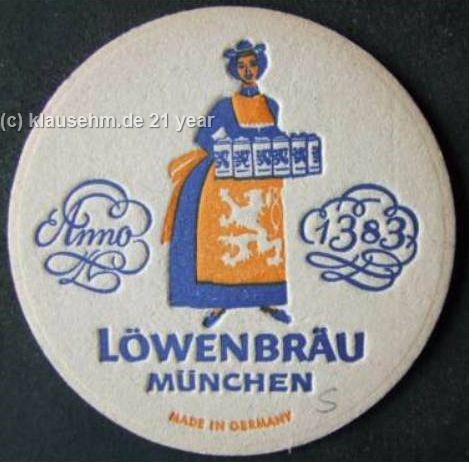 (c) klausehm.de 21 year
Anno 1383
LÖWENBRÄU
MÜNCHEN
S
MADE IN GERMANY